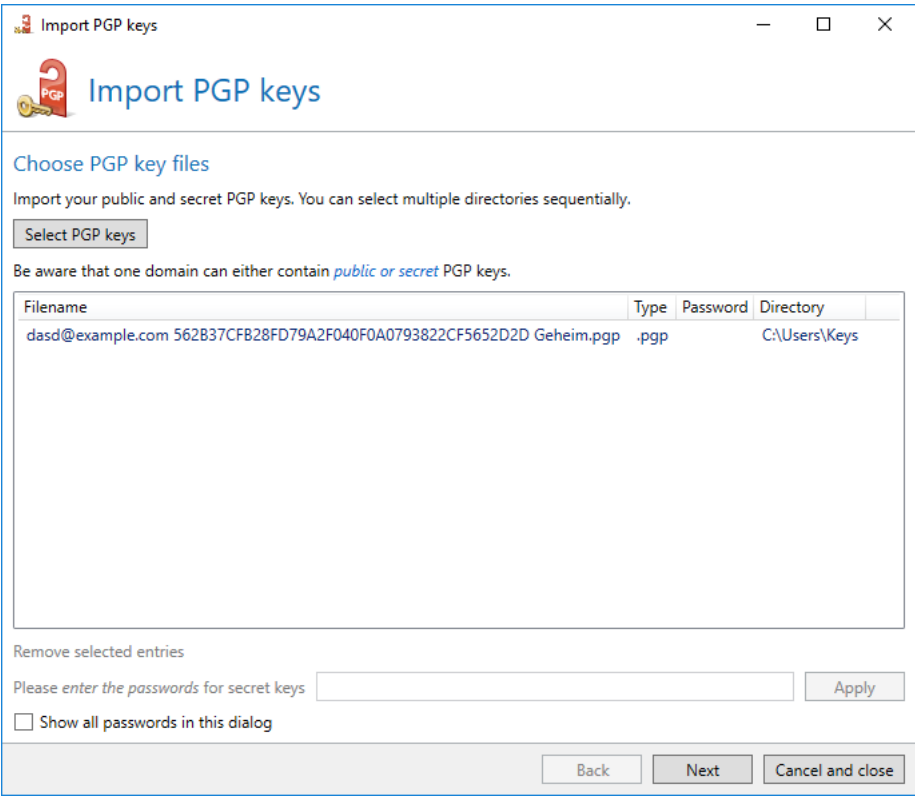 Import PGP keys
PGP
Import PGP keys
Choose PGP key files
Import your public and secret PGP keys. You can select multiple directories sequentially.
Select PGP keys
Be aware that one domain can either contain public or secret PGP keys.
Filename Type Password Directory
dasd@example.com 562B37CFB28FD79A2F040F0A0793822CF5652D2D Geheim.pgp .pgp C:\Users\Keys
Remove selected entries
Please enter the passwords for secret keys Apply
Show all passwords in this dialog
Back Next Cancel and close